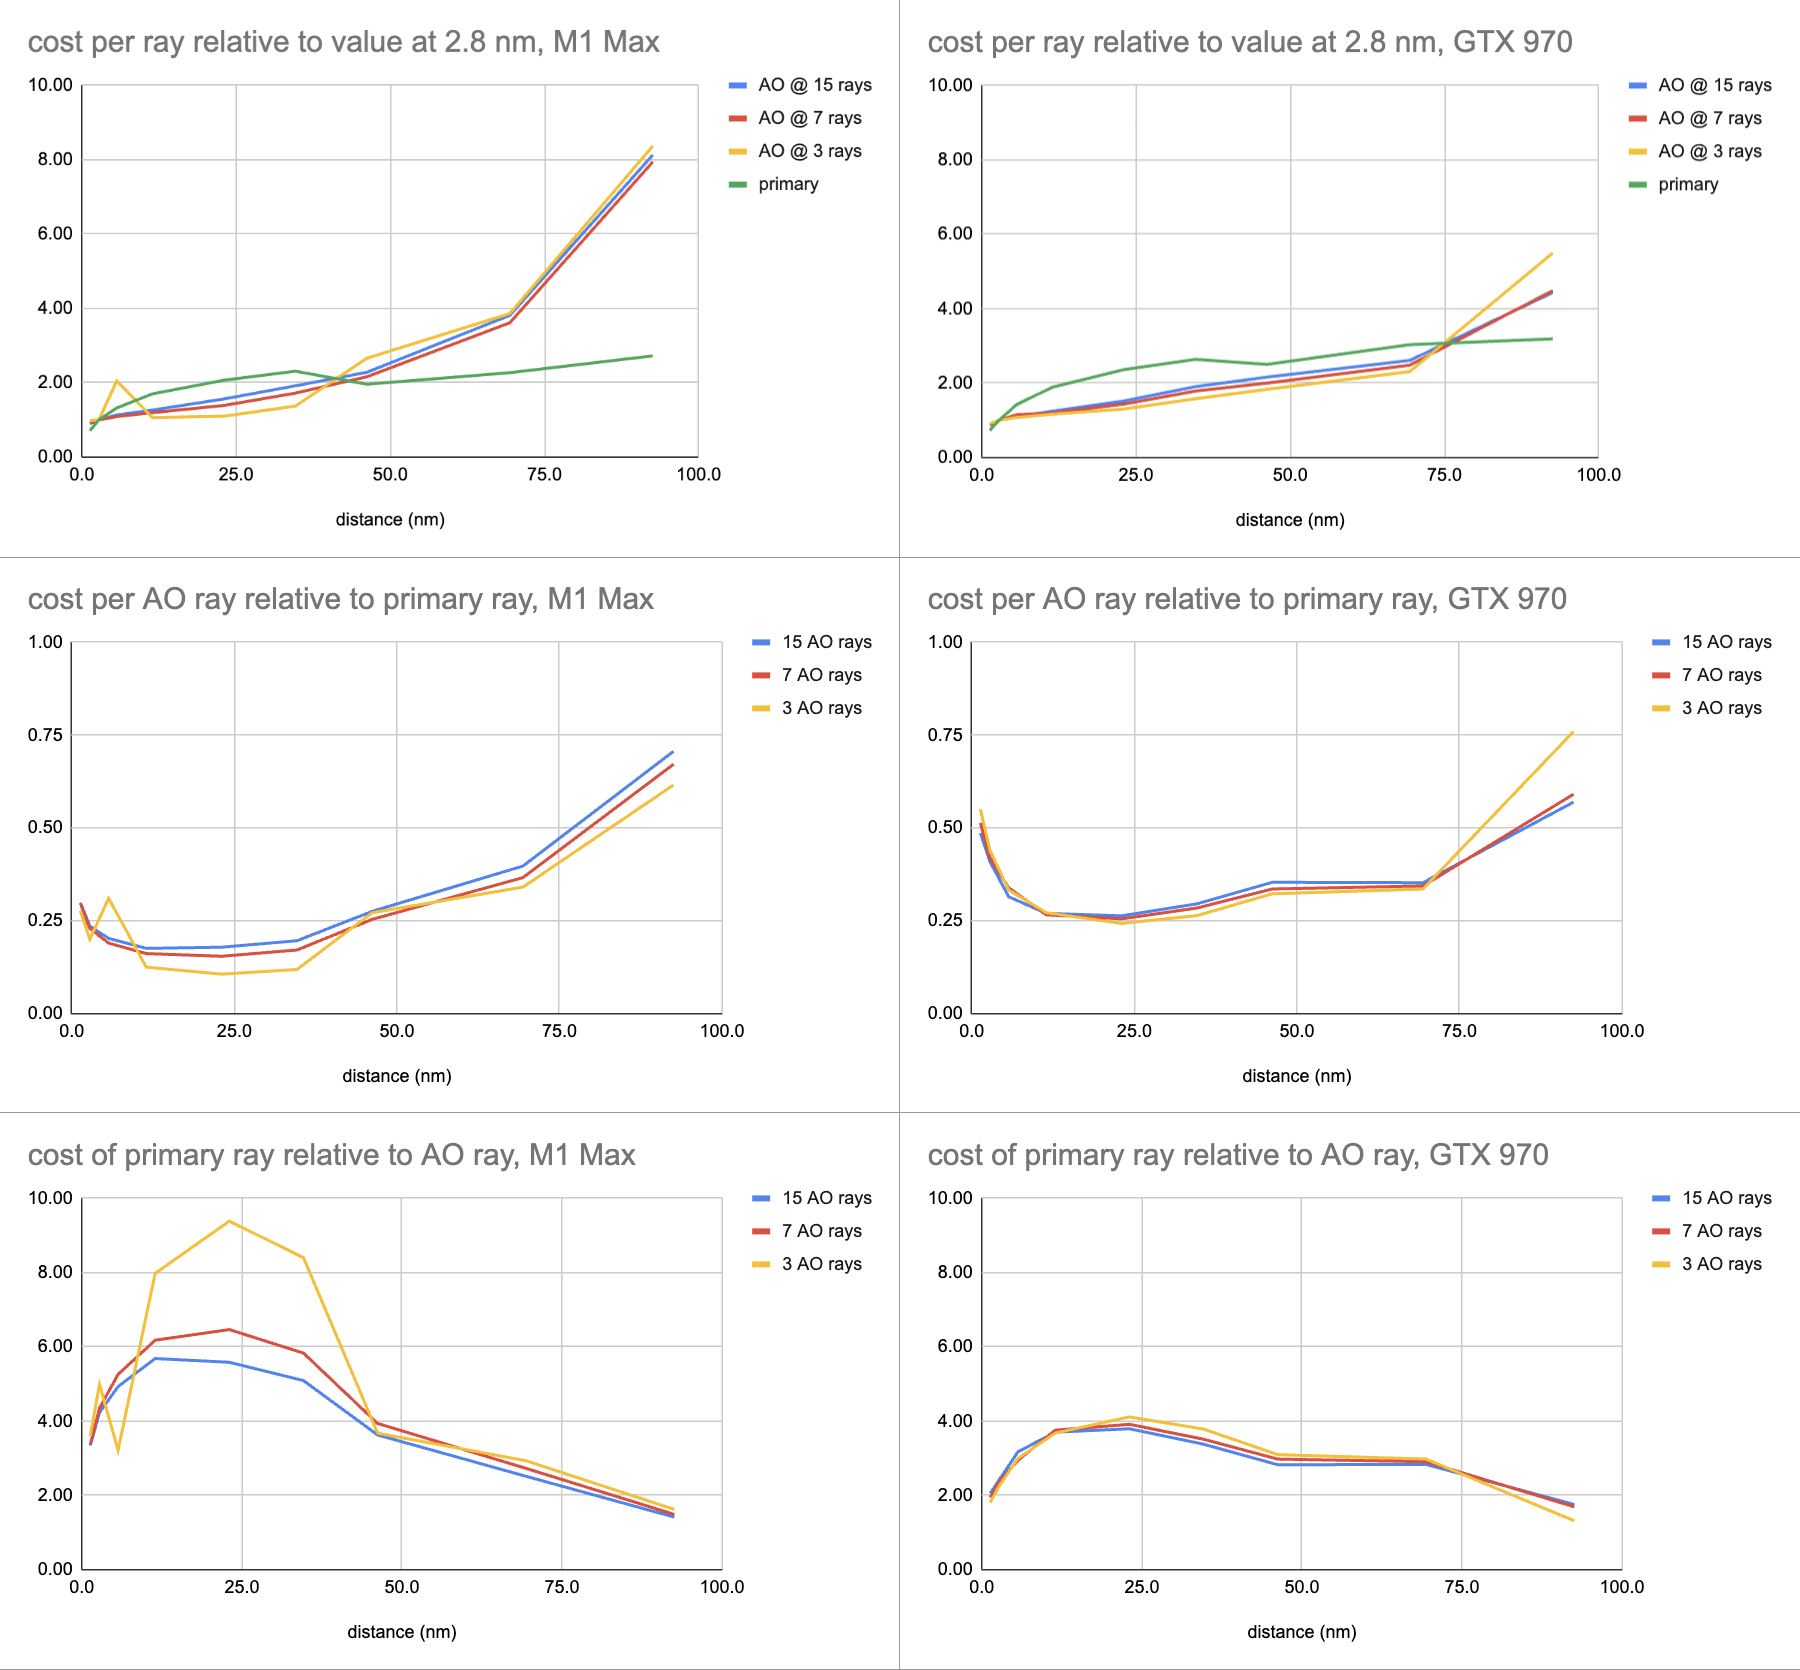 cost per ray relative to value at 2.8 nm, M1 Max
10.00
8.00
6.00
4.00
2.00
0.00
0.0 25.0 50.0 75.0 100.0
distance (nm)
AO @ 15 rays
AO @ 7 rays
AO @ 3 rays
primary
cost per ray relative to value at 2.8 nm, GTX 970
10.00
8.00
6.00
4.00
2.00
0.00
0.0 25.0 50.0 75.0 100.0
distance (nm)
AO @ 15 rays
AO @ 7 rays
AO @ 3 rays
primary
cost per AO ray relative to primary ray, M1 Max
1.00
0.75
0.50
0.25
0.00
0.0 25.0 50.0 75.0 100.0
distance (nm)
15 AO rays
7 AO rays
3 AO rays
cost per AO ray relative to primary ray, GTX 970
1.00
0.75
0.50
0.25
0.00
0.0 25.0 50.0 75.0 100.0
distance (nm)
15 AO rays
7 AO rays
3 AO rays
cost of primary ray relative to AO ray, M1 Max
10.00
8.00
6.00
4.00
2.00
0.00
0.0 25.0 50.0 75.0 100.0
distance (nm)
15 AO rays
7 AO rays
3 AO rays
cost of primary ray relative to AO ray, GTX 970
10.00
8.00
6.00
4.00
2.00
0.00
0.0 25.0 50.0 75.0 100.0
distance (nm)
15 AO rays
7 AO rays
3 AO rays